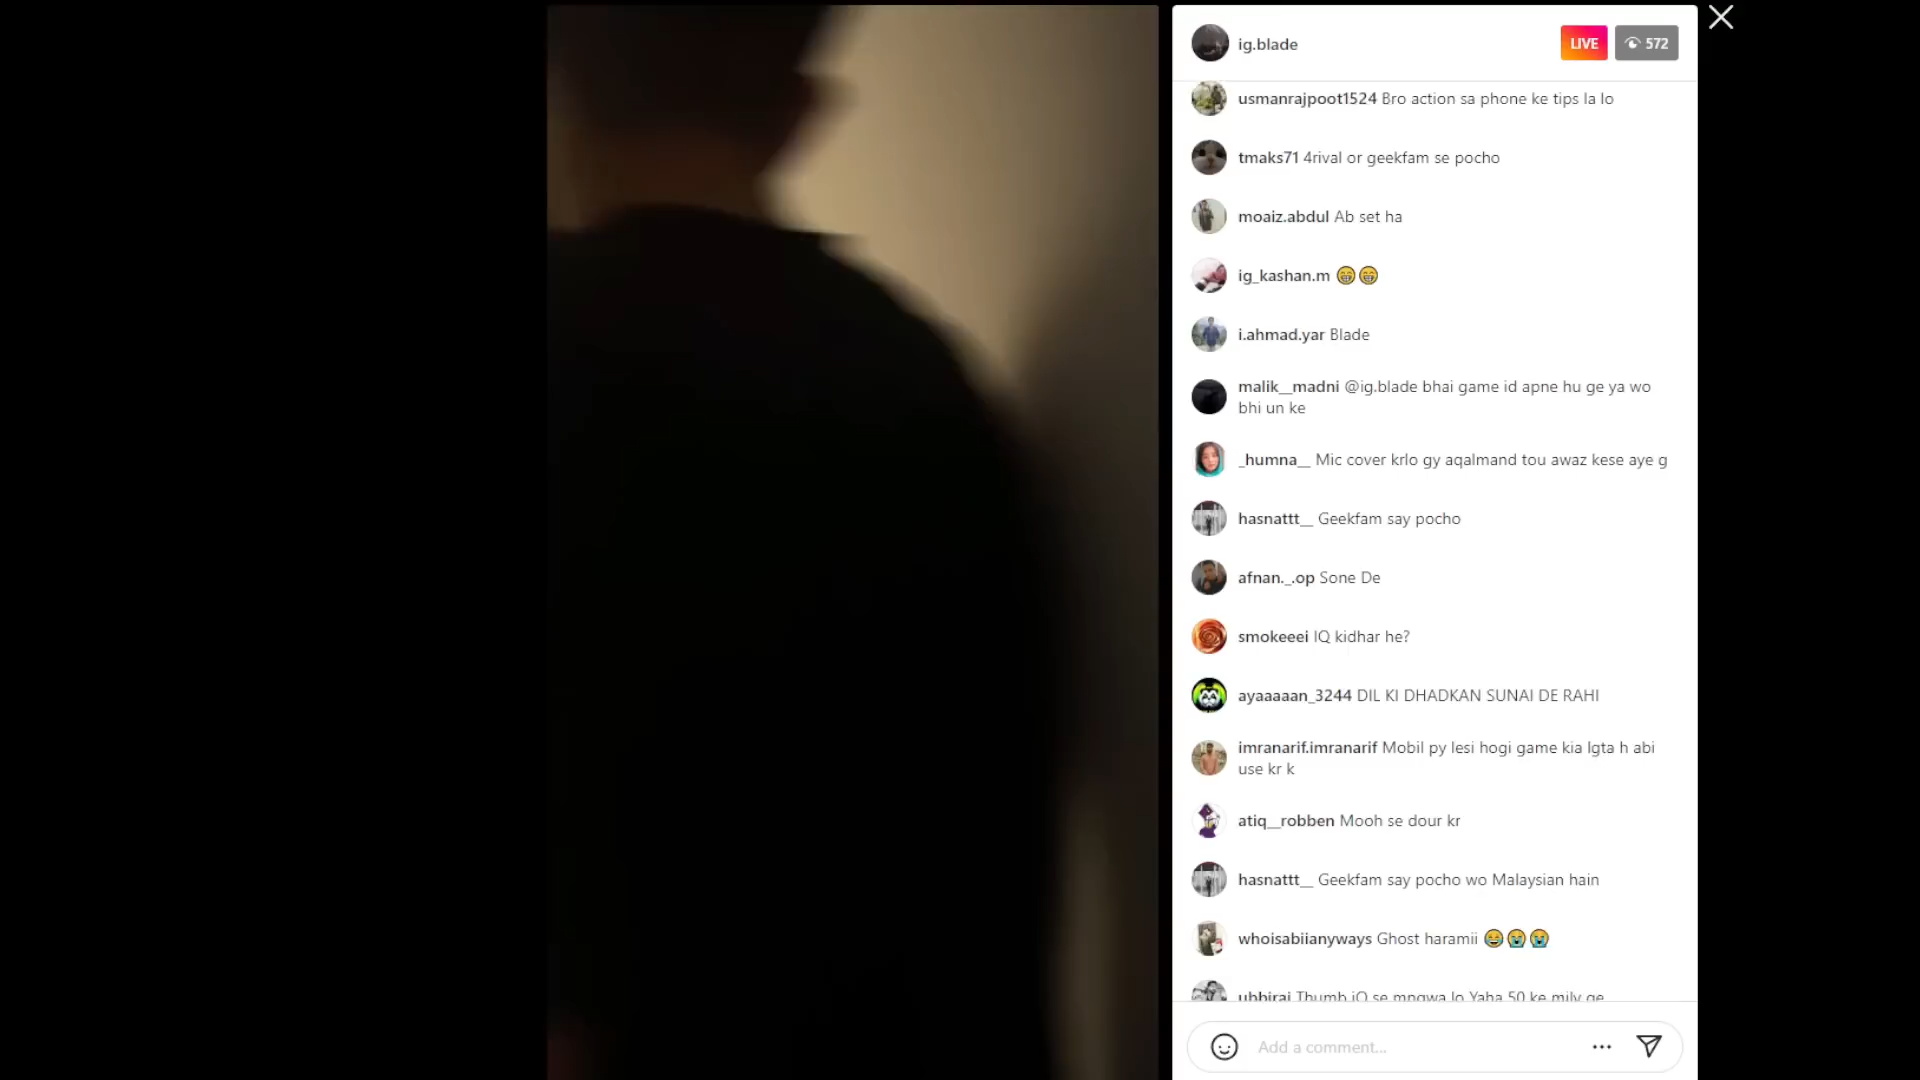 ig.blade
LIVE
572
usmanrajpoot1524 Bro action sa phone ke tips la lo
tmaks71 4rival or geekfam se pocho
moaiz.abdul Ab set ha
ig_kashan.m 😁😁
i.ahmad.yar Blade
malik__madni @ig.blade bhai game id apne hu ge ya wo
bhi un ke
_humna__ Mic cover krlo gy aqalmand tou awaz kese aye g
hasnattt__ Geekfam say pocho
afnan._.op Sone De
smokeeei IQ kidhar he?
ayaaaaan_3244 DIL KI DHADKAN SUNAI DE RAHI
imranarif.imranarif Mobil py lesi hogi game kia lgta h abi
use kr k
atiq__robben Mooh se dour kr
hasnattt__ Geekfam say pocho wo Malaysian hain
whoisabiianyways Ghost haramii 😂😭😭
ubbiraj Thumb iQ se mngwa lo Yaha 50 ke mily ge
Add a comment...